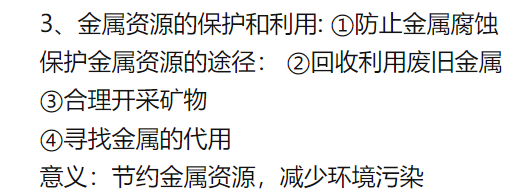 3、金属资源的保护和利用: ①防止金属腐蚀
保护金属资源的途径： ②回收利用废旧金属
③合理开采矿物
④寻找金属的代用
意义：节约金属资源，减少环境污染